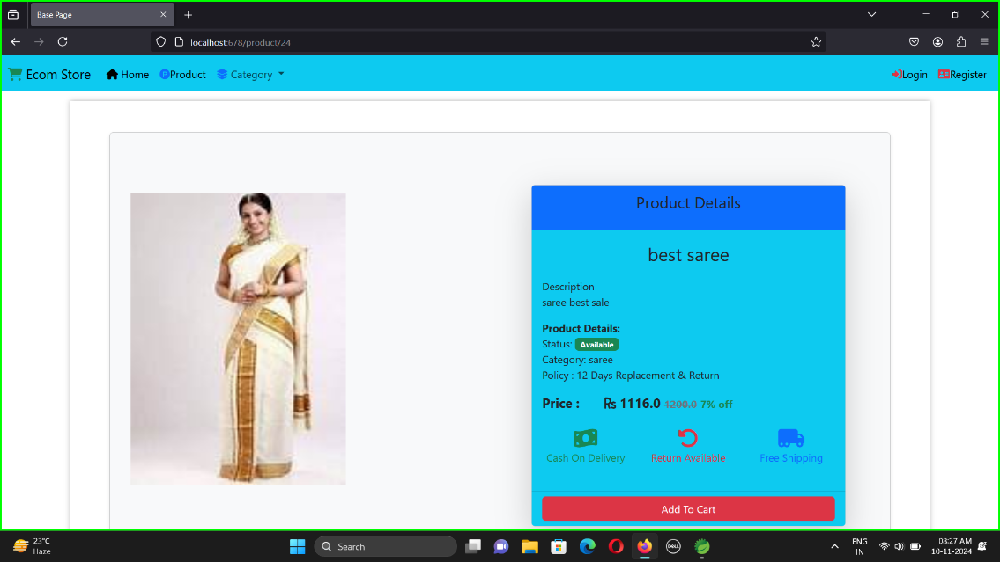 Base Page
localhost:678/product/24
Ecom Store Home Product Category Login Register
Product Details
best saree
Description
saree best sale
Product Details:
Status: Available
Category: saree
Policy : 12 Days Replacement & Return
Price : ₨ 1116.0 1200.0 7% off
Cash On Delivery Return Available Free Shipping
Add To Cart
23°C
Haze
Search
DELL
ENG
IN
08:27 AM
10-11-2024